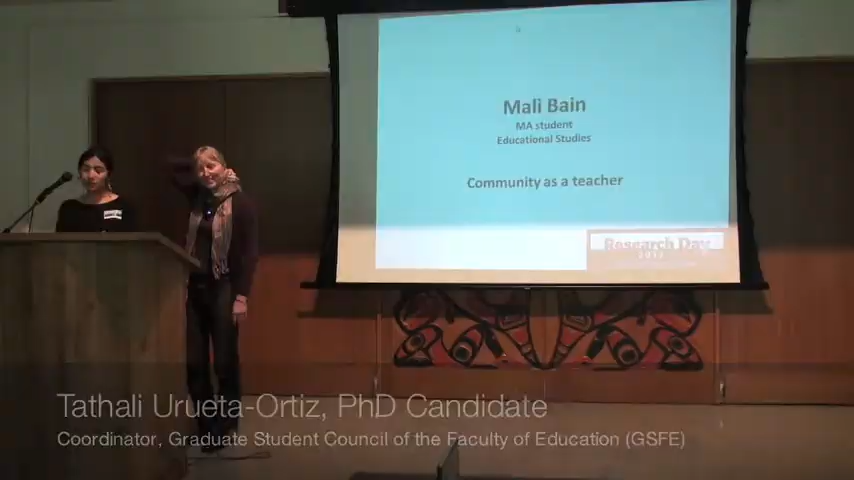 Mali Bain
MA student
Educational Studies
Community as a teacher
Research Day
Tathali Urueta-Ortiz, PhD Candidate
Coordinator, Graduate Student Council of the Faculty of Education (GSFE)